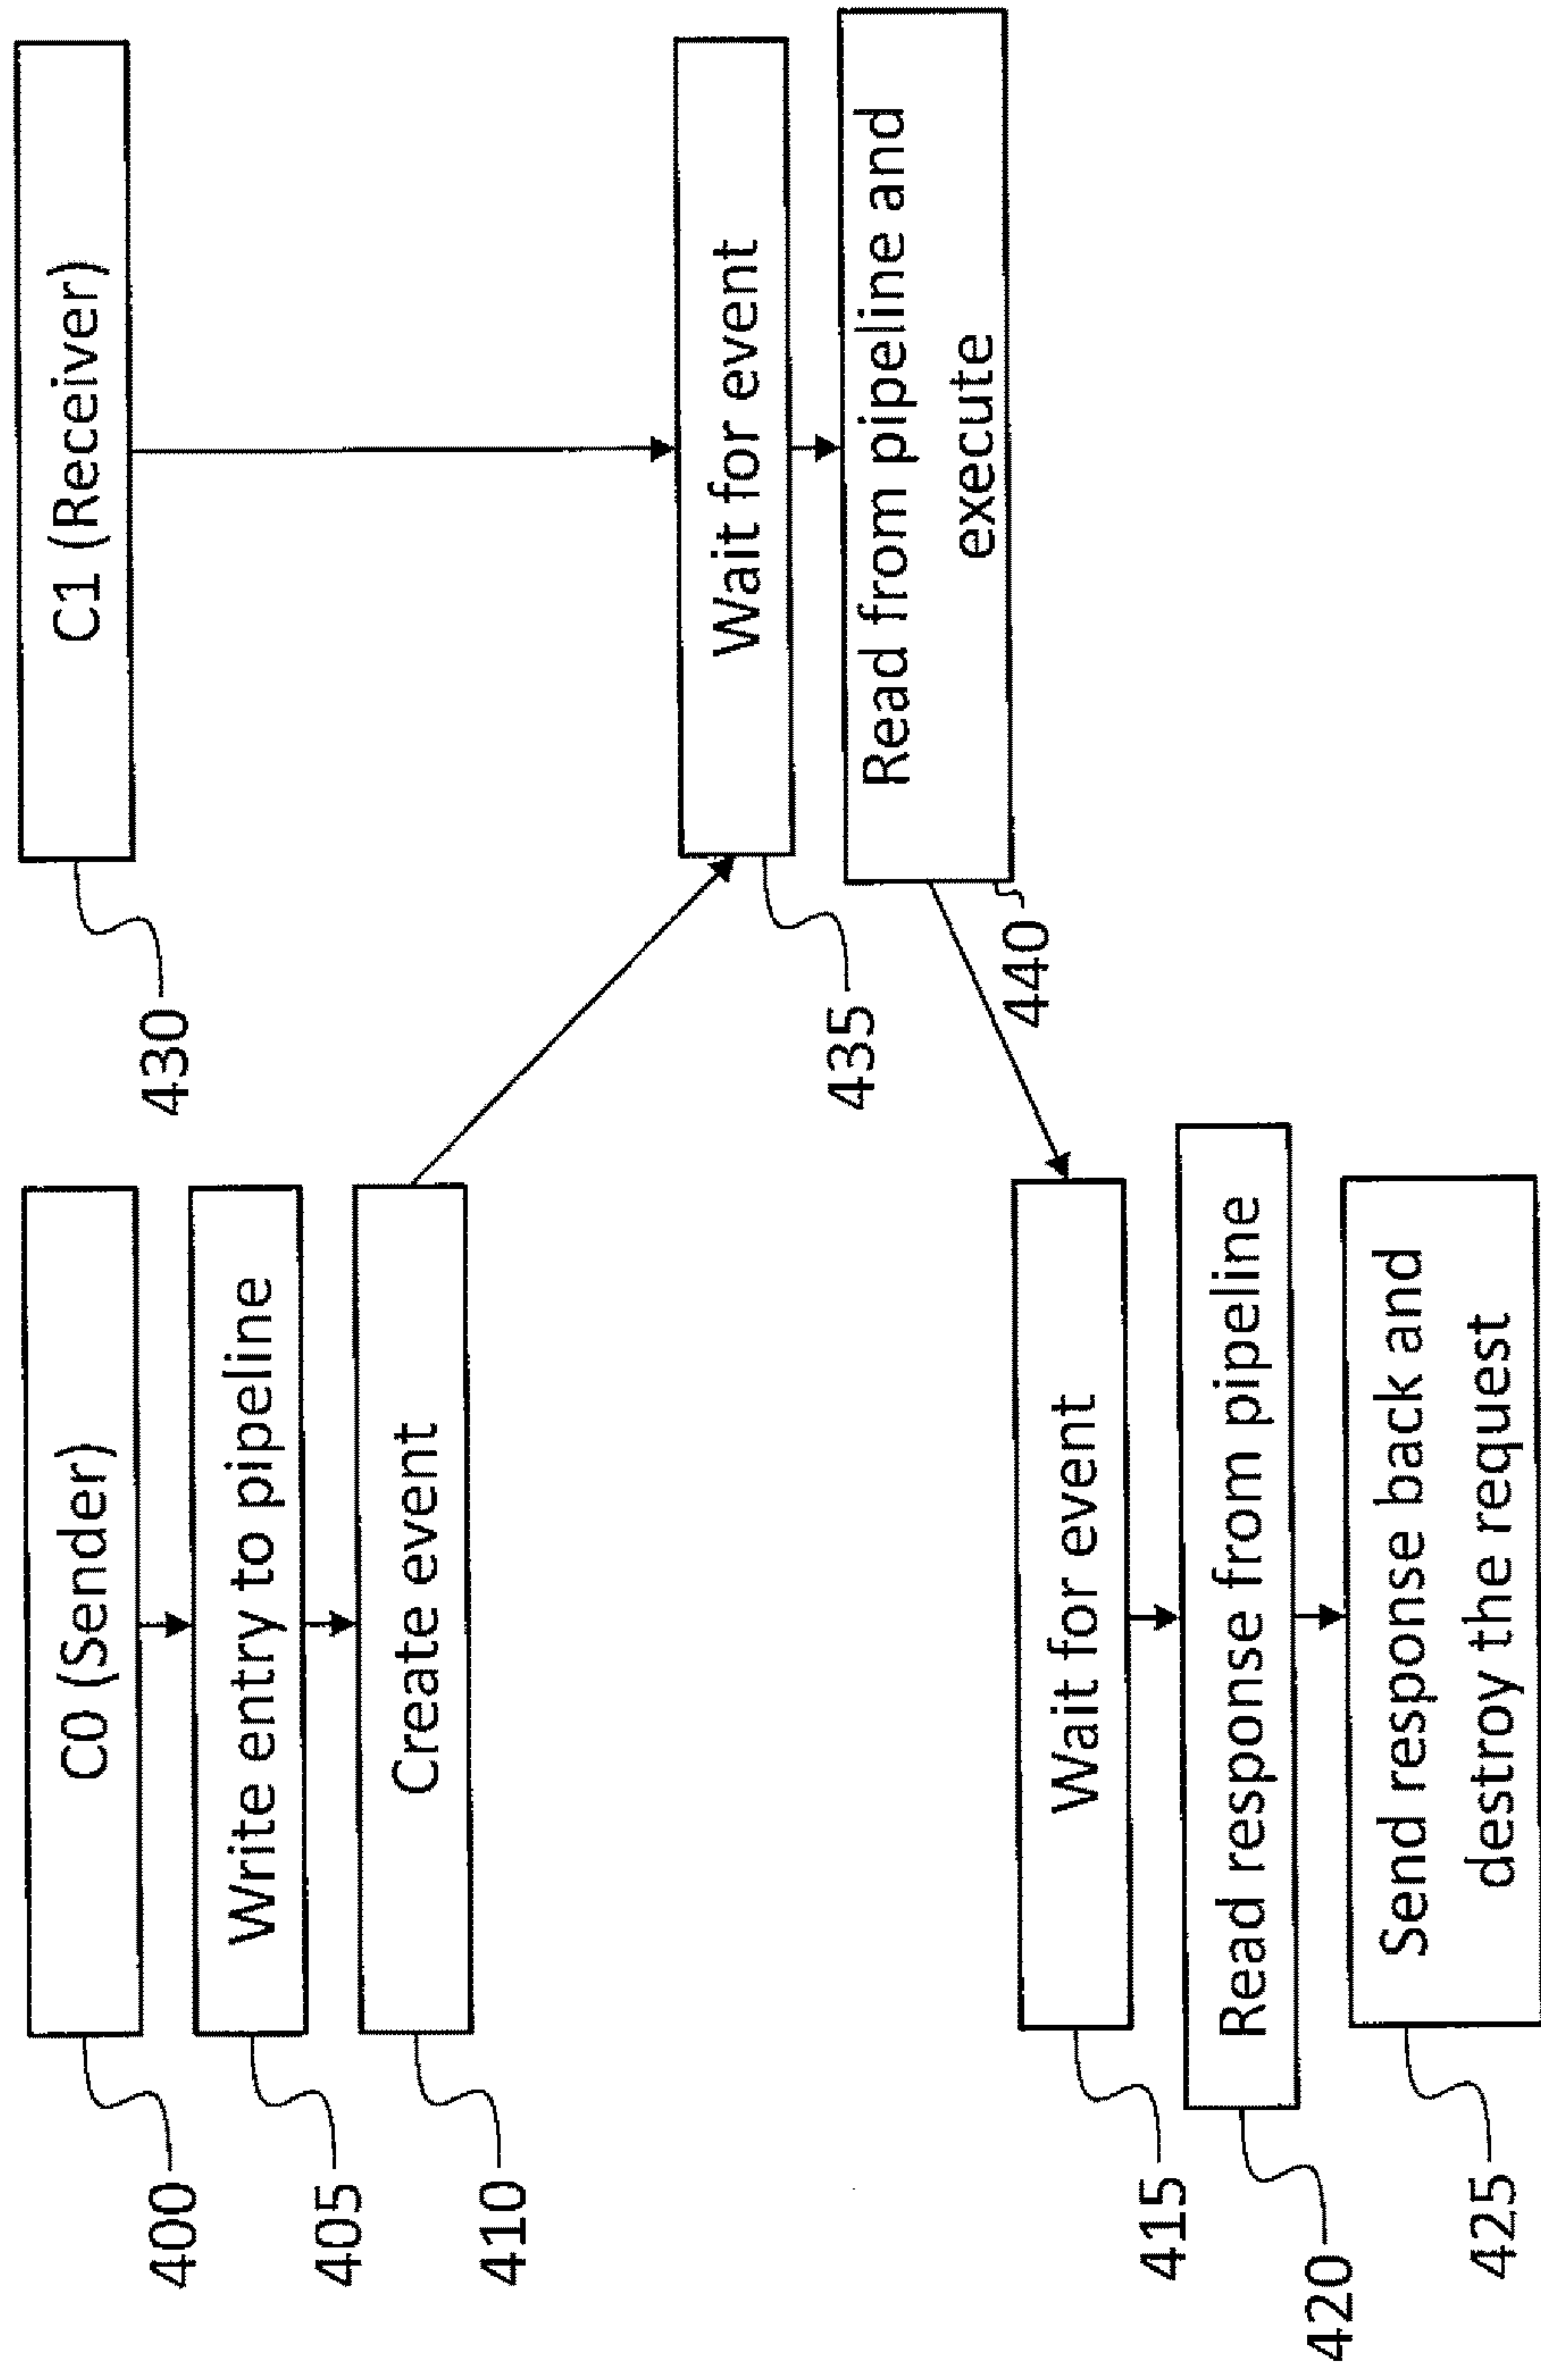 C0 (Sender)
400
Write entry to pipeline
405
Create event
410
C1 (Receiver)
430
Wait for event
435
Read from pipeline and
execute
440
Wait for event
415
Read response from pipeline
420
Send response back and
destroy the request
425